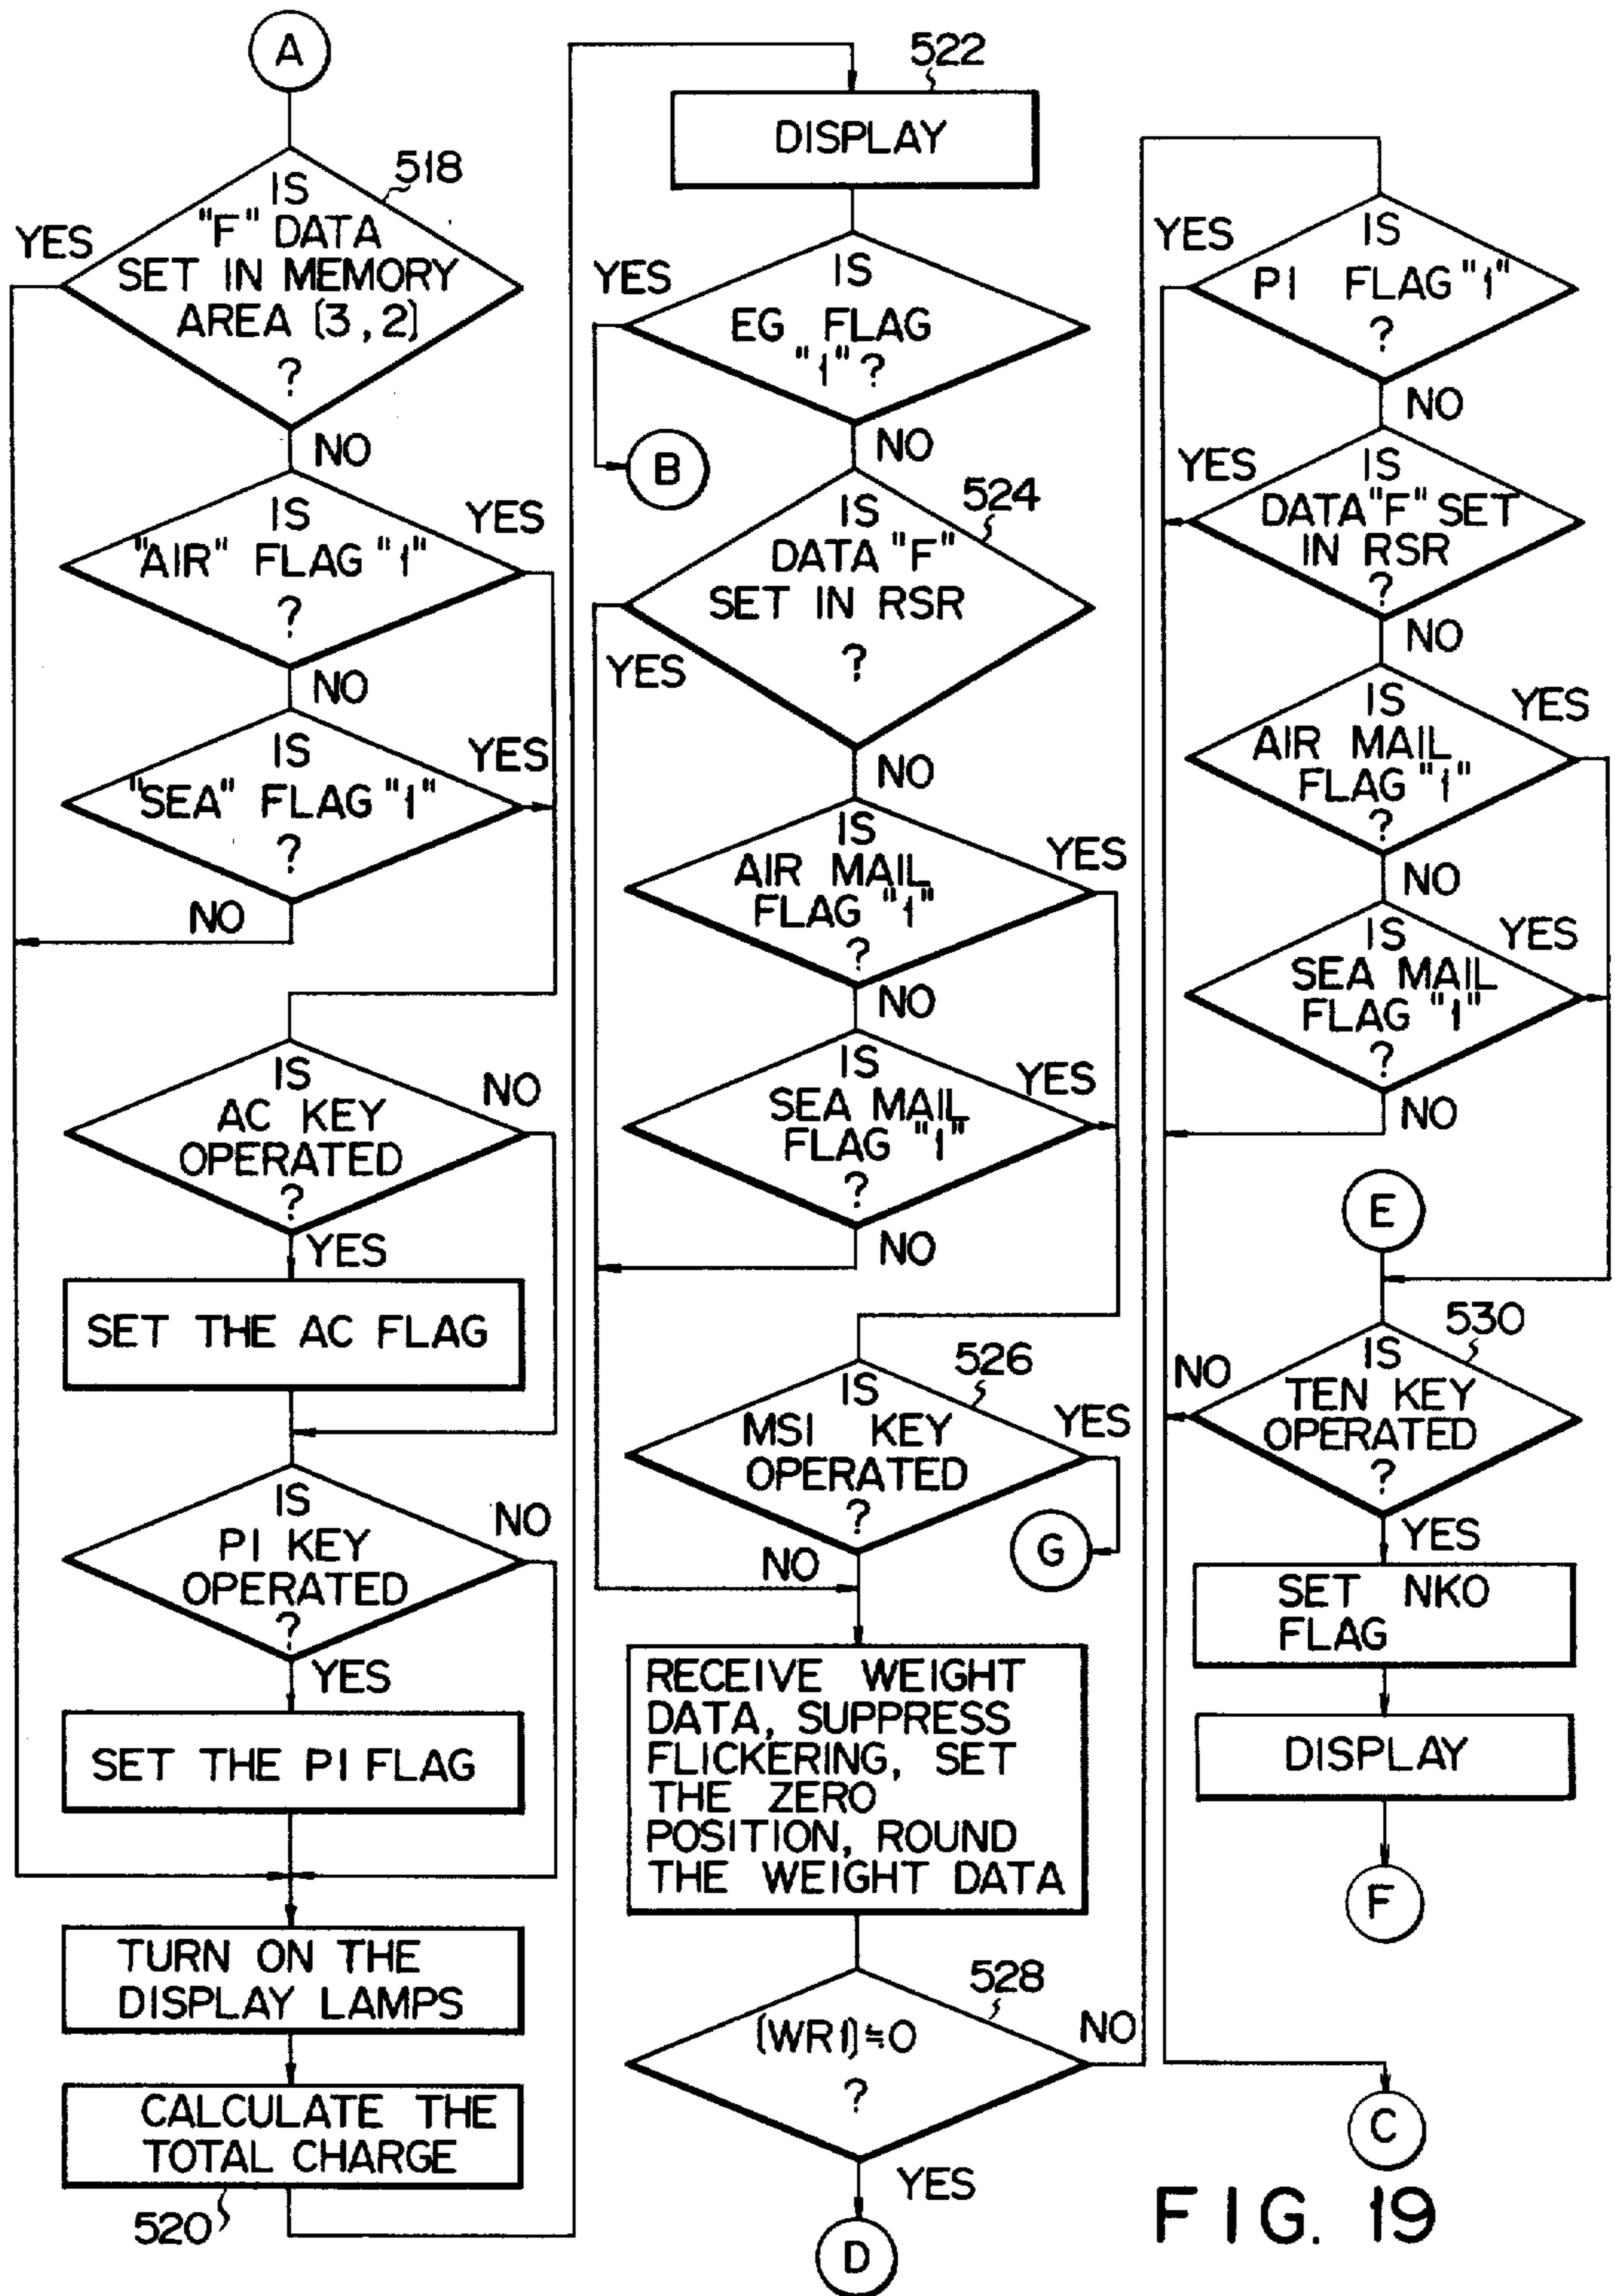 A
518
IS
"F" DATA
SET IN MEMORY
AREA (3,2)
?
YES
NO
IS
"AIR" FLAG "1"
?
YES
NO
IS
"SEA" FLAG "1"
?
YES
NO
IS
AC KEY
OPERATED
?
NO
YES
SET THE AC FLAG
IS
PI KEY
OPERATED
?
NO
YES
SET THE PI FLAG
TURN ON THE
DISPLAY LAMPS
CALCULATE THE
TOTAL CHARGE
520
522
DISPLAY
IS
EG FLAG
"1" ?
YES
B
NO
524
IS
DATA "F"
SET IN RSR
?
YES
NO
IS
AIR MAIL
FLAG "1"
?
YES
NO
IS
SEA MAIL
FLAG "1"
?
YES
NO
526
IS
MSI KEY
OPERATED
?
YES
G
NO
RECEIVE WEIGHT
DATA, SUPPRESS
FLICKERING, SET
THE ZERO
POSITION, ROUND
THE WEIGHT DATA
528
(WR1)≒0
?
NO
YES
D
IS
PI FLAG "1"
?
YES
NO
IS
DATA "F" SET
IN RSR
?
YES
NO
IS
AIR MAIL
FLAG "1"
?
YES
NO
IS
SEA MAIL
FLAG "1"
?
YES
NO
E
530
IS
TEN KEY
OPERATED
?
NO
YES
SET NKO
FLAG
DISPLAY
F
C
FIG. 19